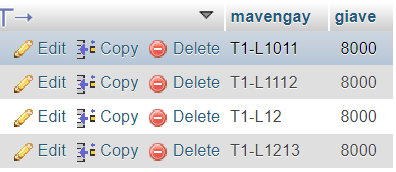 mavengay giave
Edit Copy Delete T1-L1011 8000
Edit Copy Delete T1-L1112 8000
Edit Copy Delete T1-L12 8000
Edit Copy Delete T1-L1213 8000